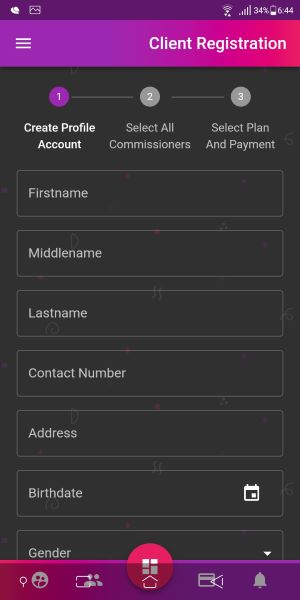 34% 6:44
Client Registration
1 2 3
Create Profile Account
Select All Commissioners
Select Plan And Payment
Firstname
Middlename
Lastname
Contact Number
Address
Birthdate
Gender